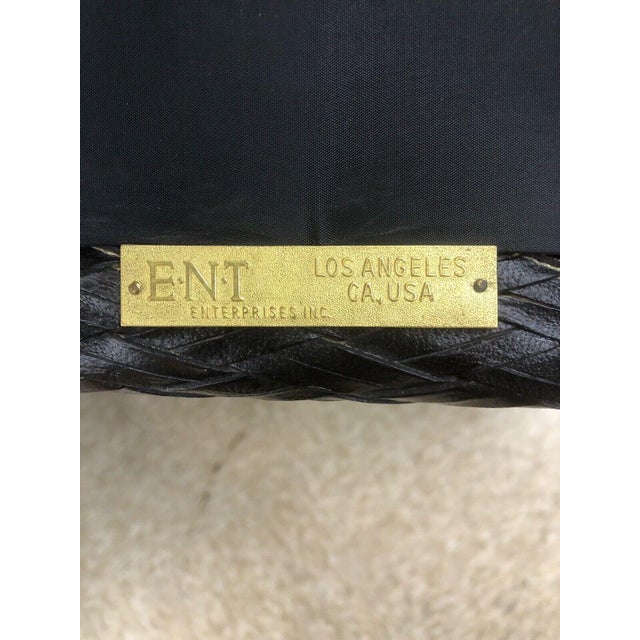 E·N·T
ENTERPRISES INC.
LOS ANGELES
CA, USA